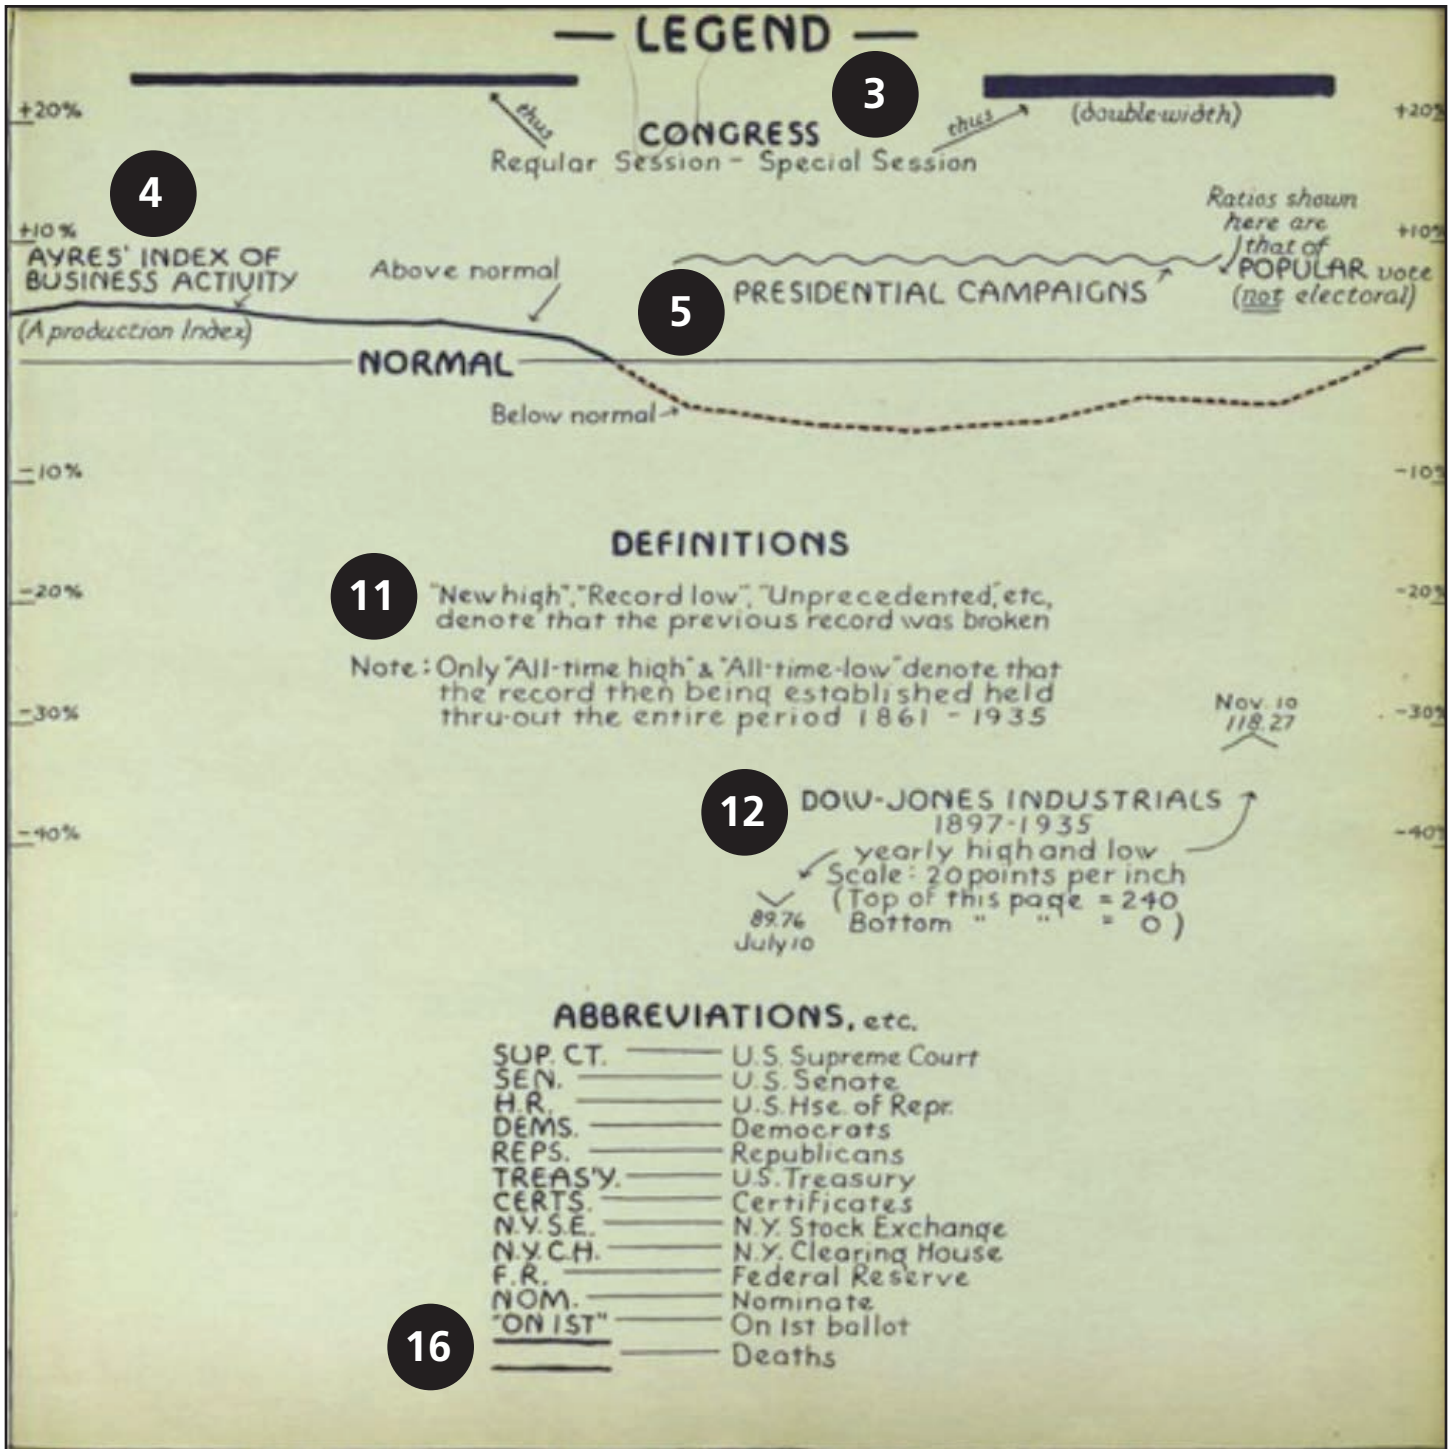 — LEGEND —
3
thus
thus
(double-width)
+20%
+20%
CONGRESS
Regular Session - Special Session
4
+10%
+10%
AYRES' INDEX OF
BUSINESS ACTIVITY
(A production Index)
Above normal
5
PRESIDENTIAL CAMPAIGNS
Ratios shown
here are
that of
POPULAR vote
(not electoral)
NORMAL
Below normal
-10%
-10%
DEFINITIONS
11
"New high", "Record low", "Unprecedented," etc,
denote that the previous record was broken
-20%
-20%
Note: Only "All-time high" & "All-time-low" denote that
the record then being established held
thru-out the entire period 1861 - 1935
-30%
-30%
Nov. 10
118.27
12
DOW-JONES INDUSTRIALS
1897-1935
yearly high and low
Scale: 20 points per inch
(Top of this page = 240
Bottom " " = 0)
-40%
-40%
89.76
July 10
ABBREVIATIONS, etc.
SUP. CT. — U.S. Supreme Court
SEN. — U.S. Senate
H.R. — U.S. Hse. of Repr.
DEMS. — Democrats
REPS. — Republicans
TREAS'Y. — U.S. Treasury
CERTS. — Certificates
N.Y.S.E. — N.Y. Stock Exchange
N.Y.C.H. — N.Y. Clearing House
F.R. — Federal Reserve
NOM. — Nominate
"ON 1ST" — On 1st ballot
16
— Deaths